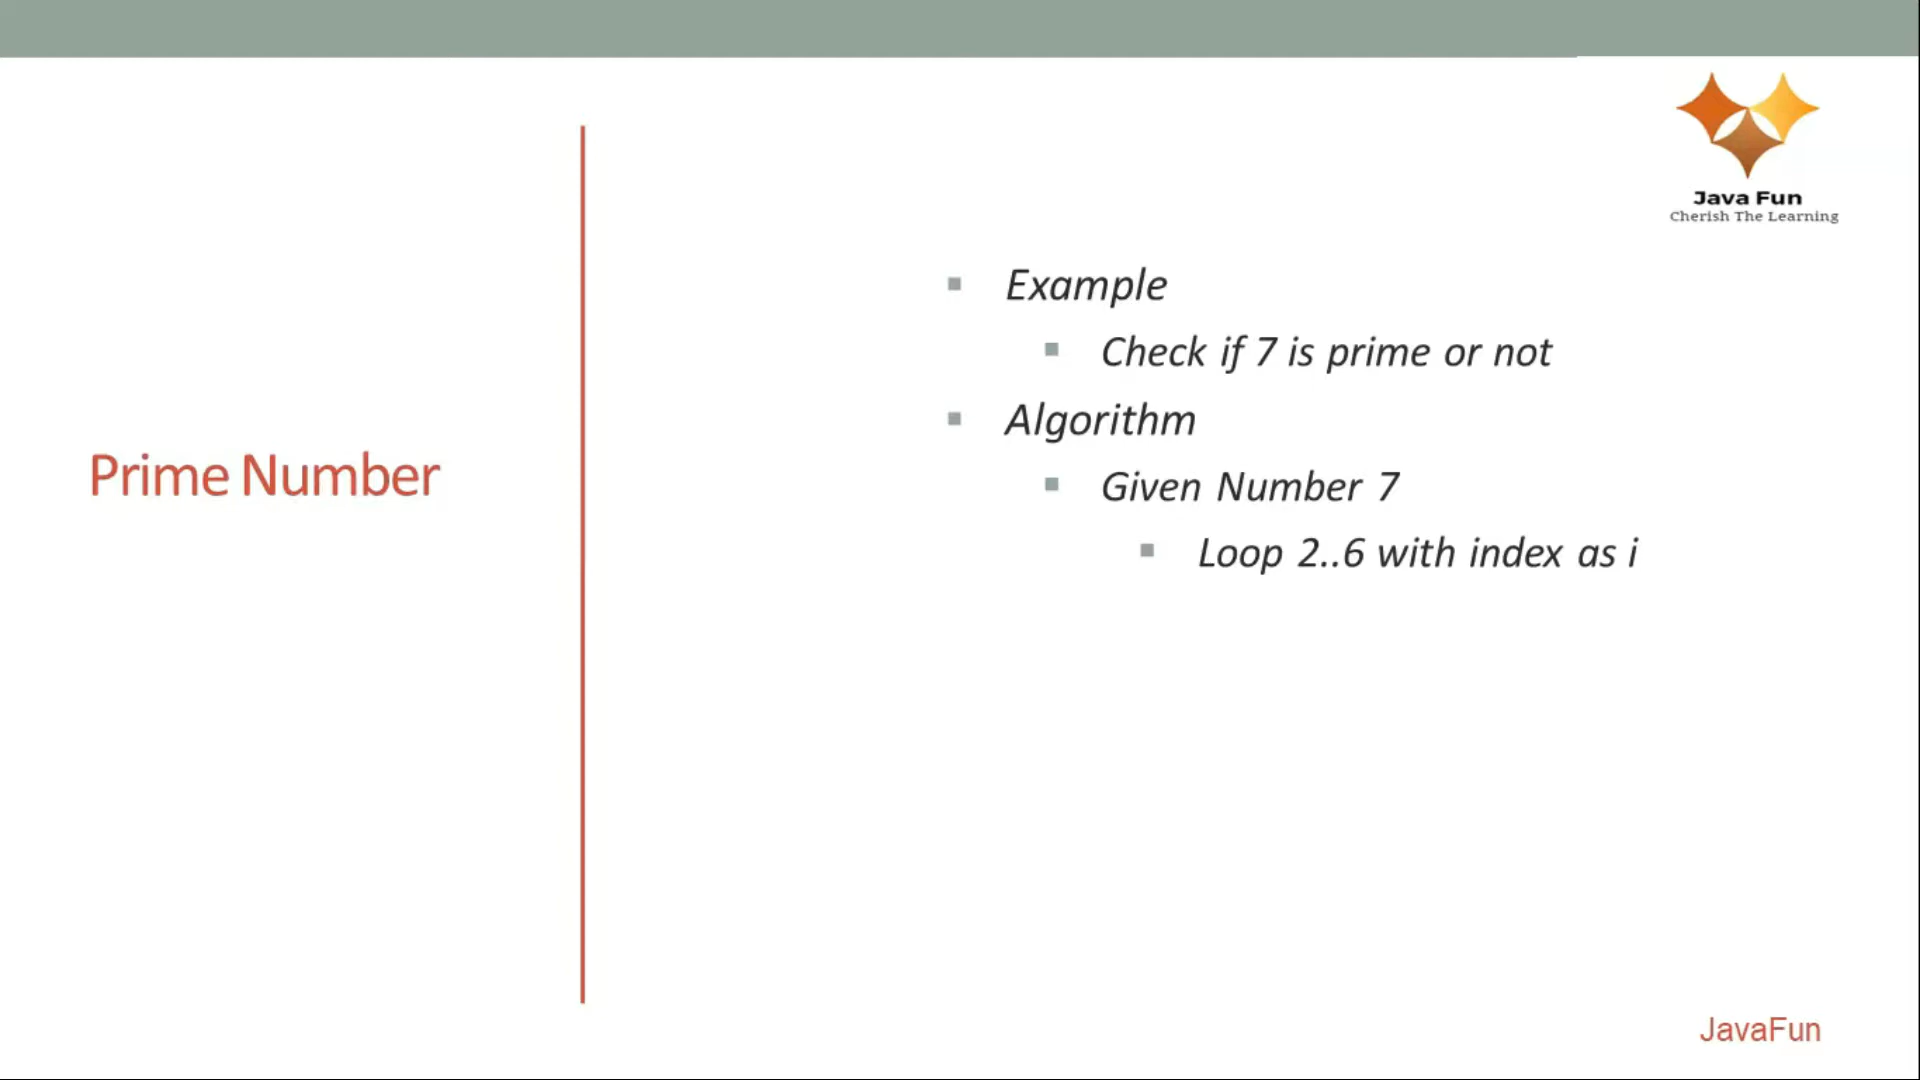 Java Fun
Cherish The Learning
Prime Number
Example
Check if 7 is prime or not
Algorithm
Given Number 7
Loop 2..6 with index as i
JavaFun